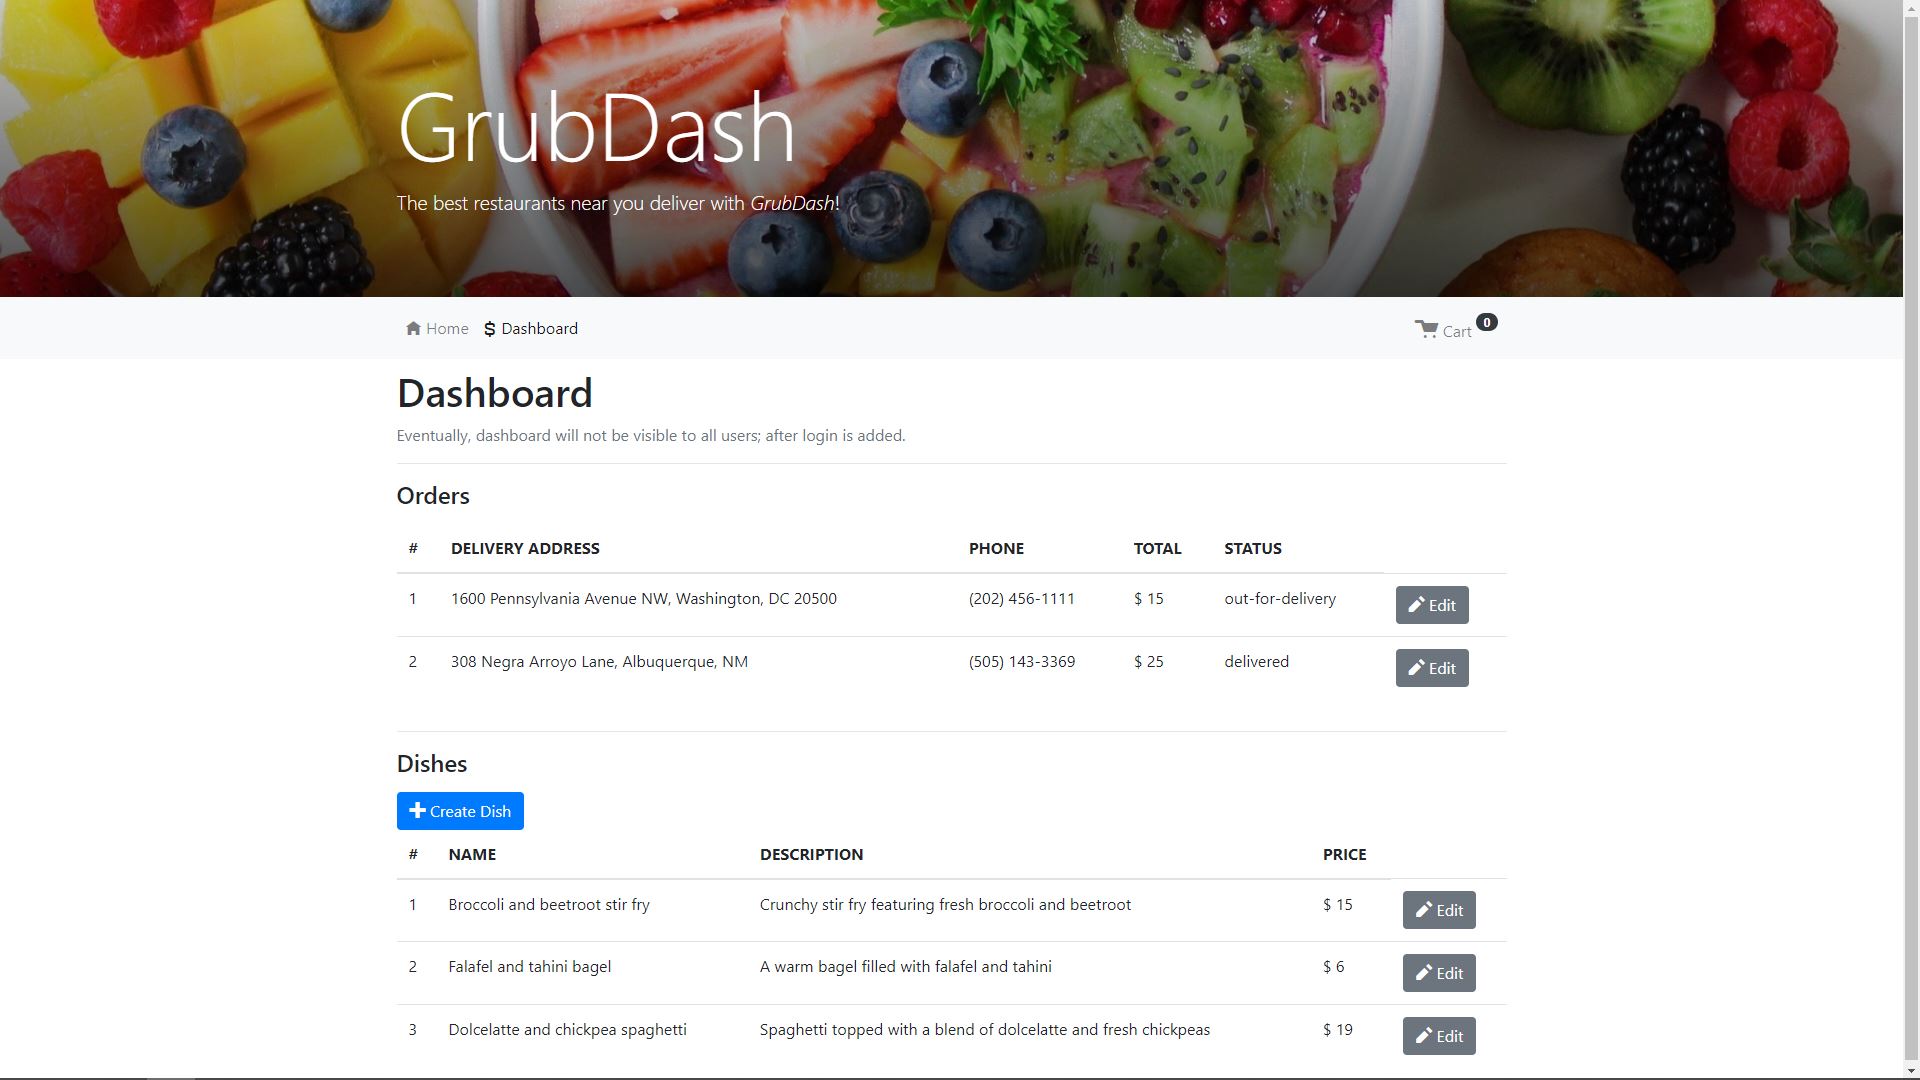 GrubDash
The best restaurants near you deliver with GrubDash!
Home $ Dashboard Cart 0
Dashboard
Eventually, dashboard will not be visible to all users; after login is added.
Orders
# DELIVERY ADDRESS PHONE TOTAL STATUS
1 1600 Pennsylvania Avenue NW, Washington, DC 20500 (202) 456-1111 $ 15 out-for-delivery Edit
2 308 Negra Arroyo Lane, Albuquerque, NM (505) 143-3369 $ 25 delivered Edit
Dishes
Create Dish
# NAME DESCRIPTION PRICE
1 Broccoli and beetroot stir fry Crunchy stir fry featuring fresh broccoli and beetroot $ 15 Edit
2 Falafel and tahini bagel A warm bagel filled with falafel and tahini $ 6 Edit
3 Dolcelatte and chickpea spaghetti Spaghetti topped with a blend of dolcelatte and fresh chickpeas $ 19 Edit